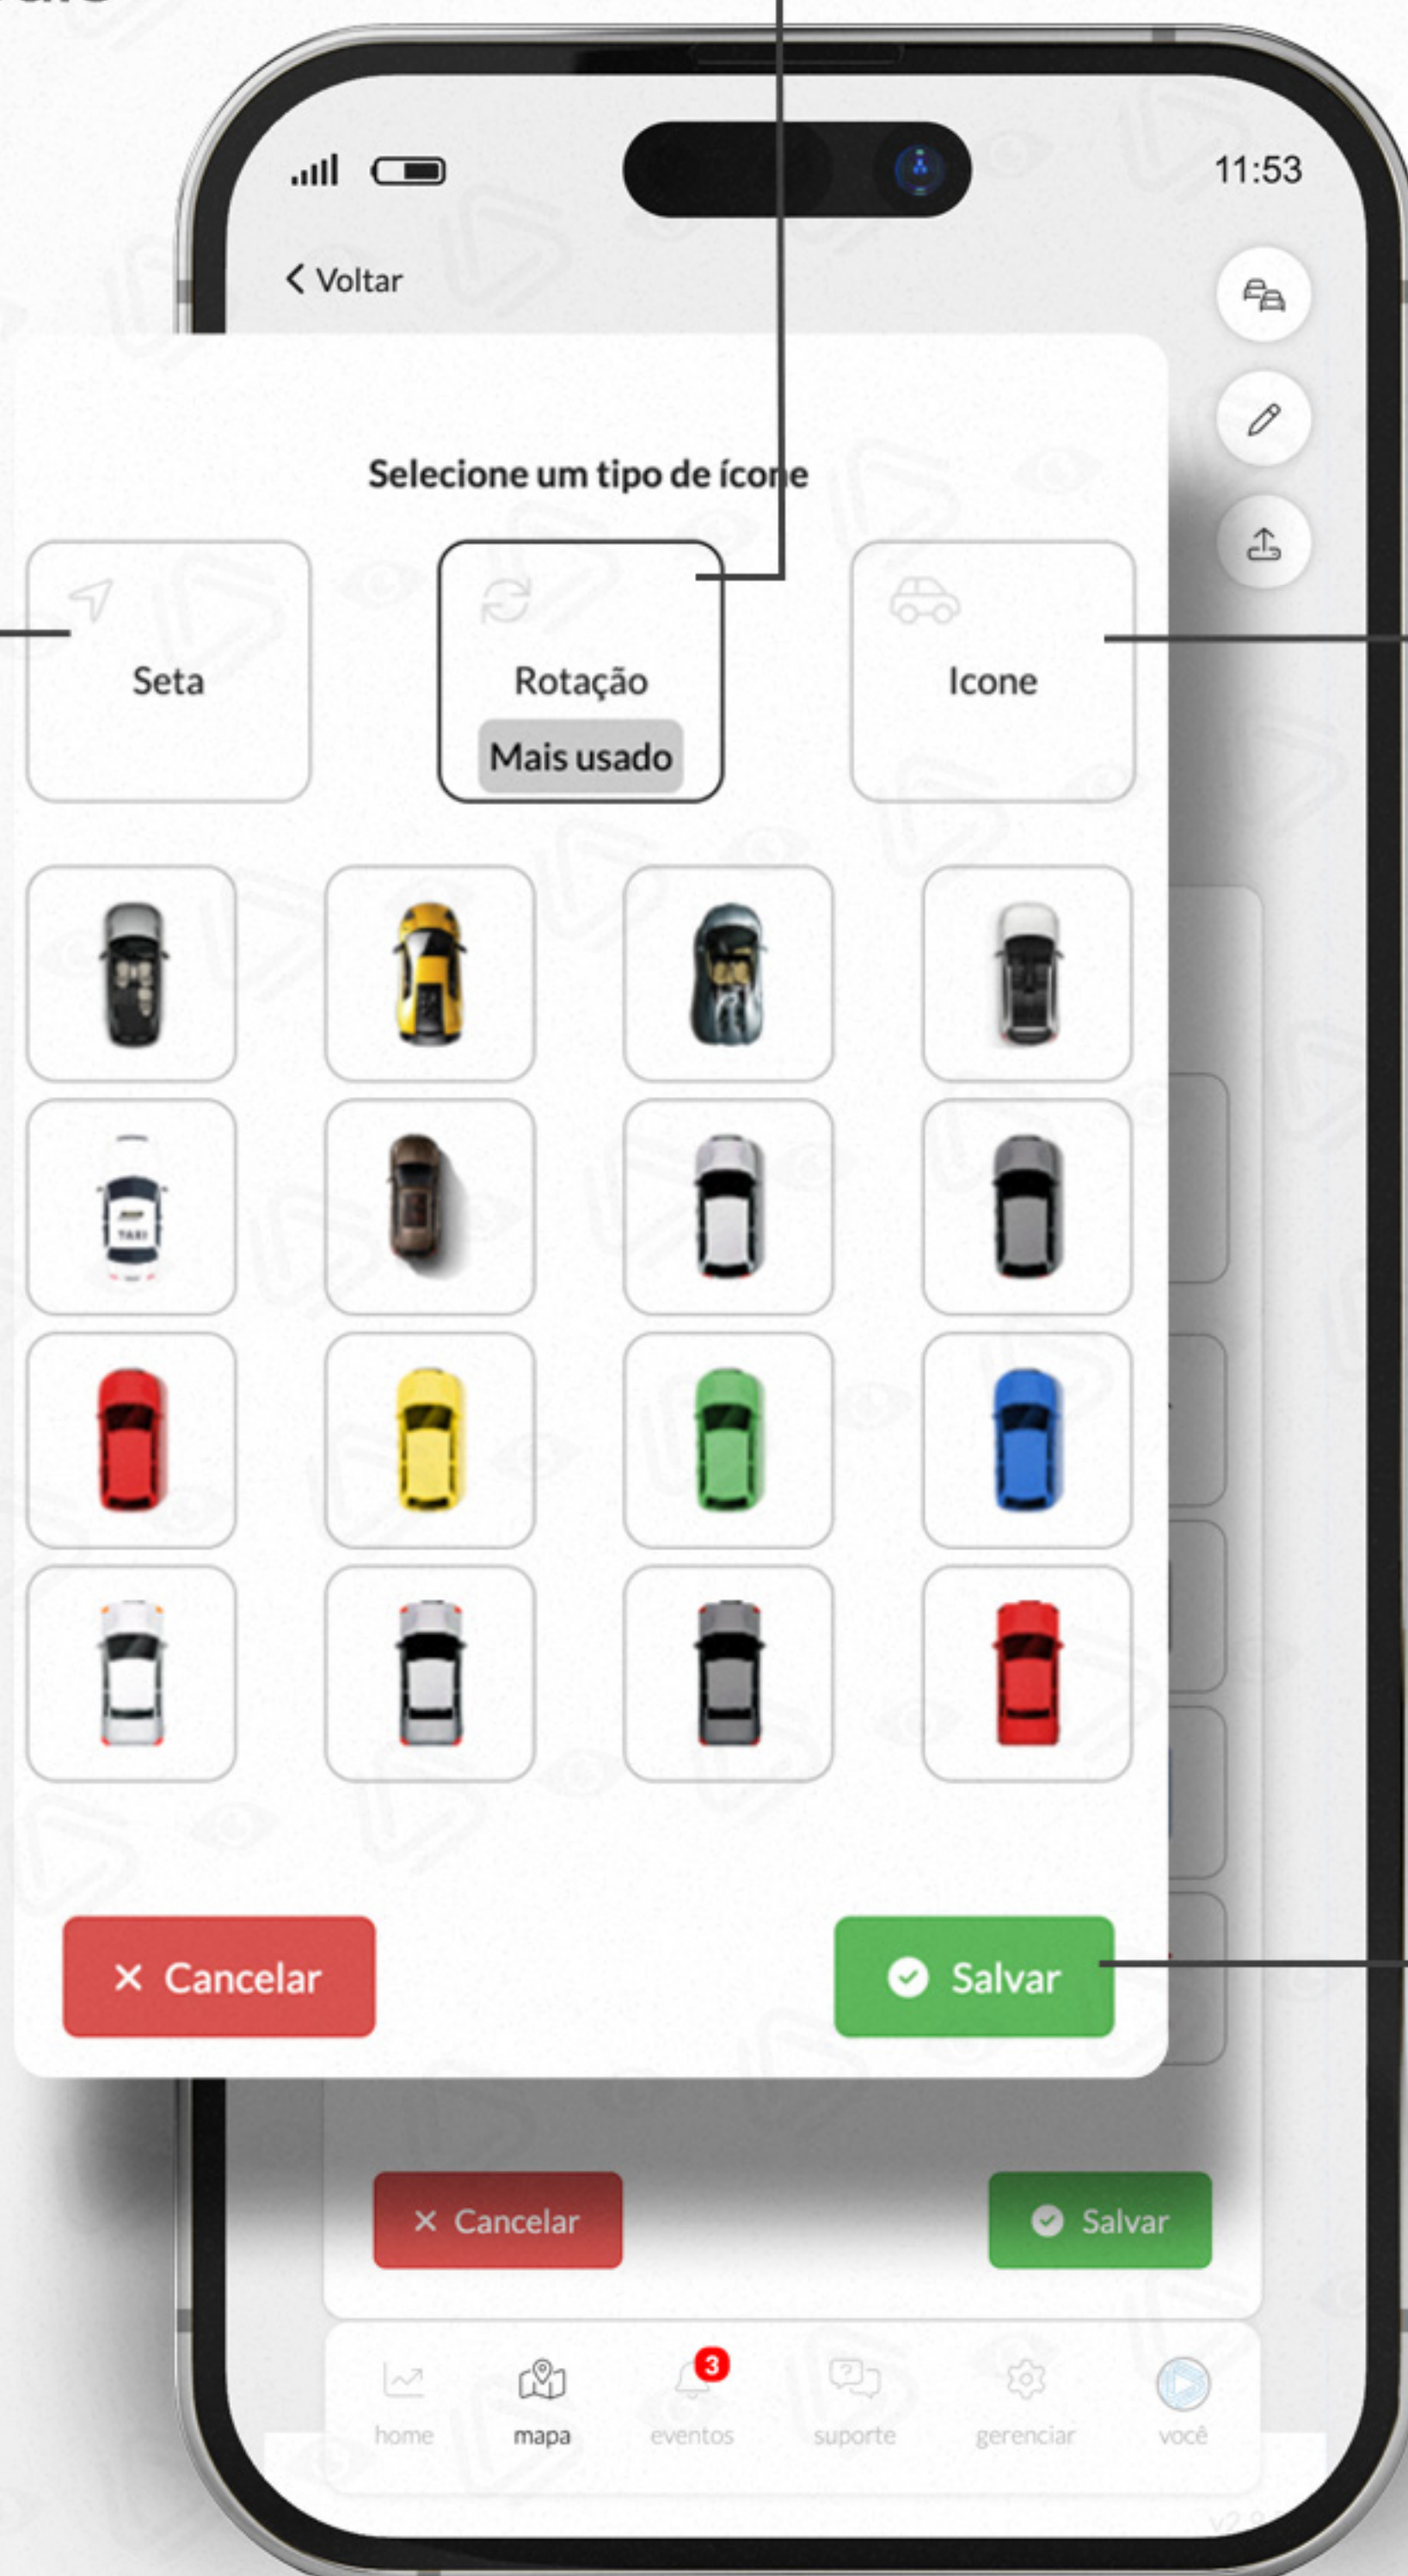 11:53
Voltar
Selecione um tipo de ícone
Seta
Rotação
Icone
Mais usado
TAXI
Cancelar
Salvar
Cancelar
Salvar
3
home
mapa
eventos
suporte
gerenciar
você